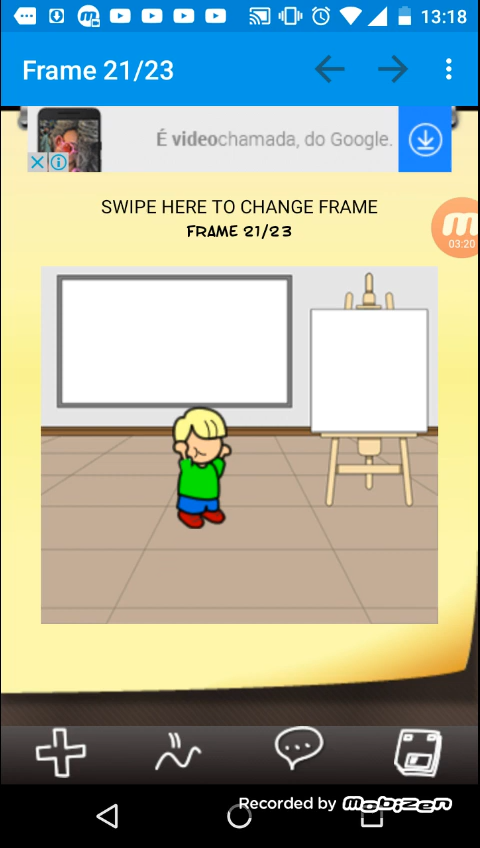 13:18
Frame 21/23
É videochamada, do Google.
SWIPE HERE TO CHANGE FRAME
FRAME 21/23
03:20
Recorded by Mobizen